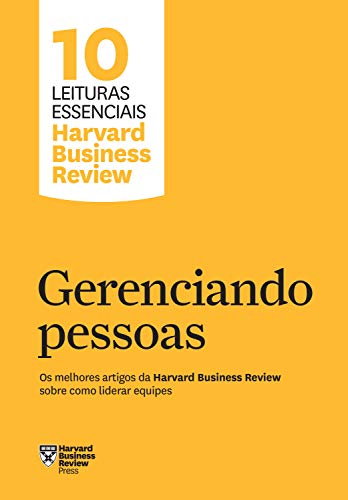 10
LEITURAS
ESSENCIAIS
Harvard
Business
Review
Gerenciando
pessoas
Os melhores artigos da Harvard Business Review
sobre como liderar equipes
Harvard
Business
Review
Press